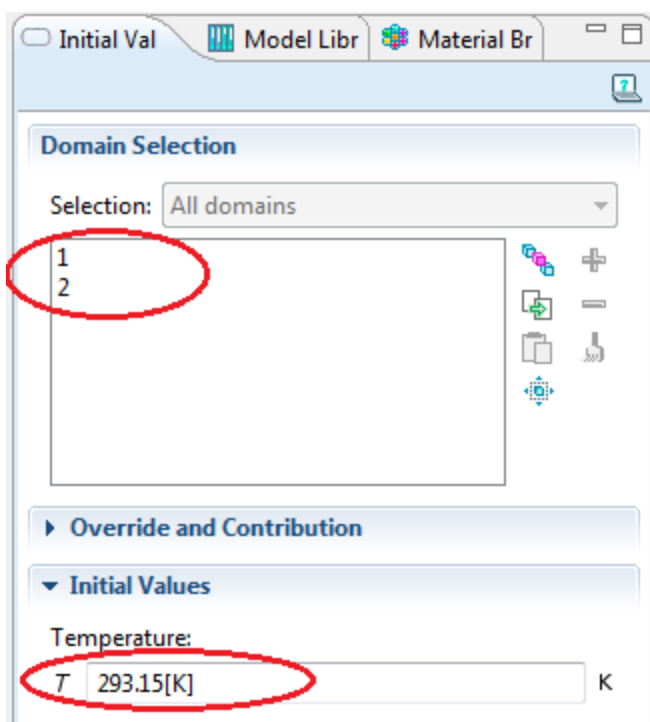 Initial Val Model Libr Material Br
Domain Selection
Selection: All domains
1
2
Override and Contribution
Initial Values
Temperature:
T 293.15[K] K